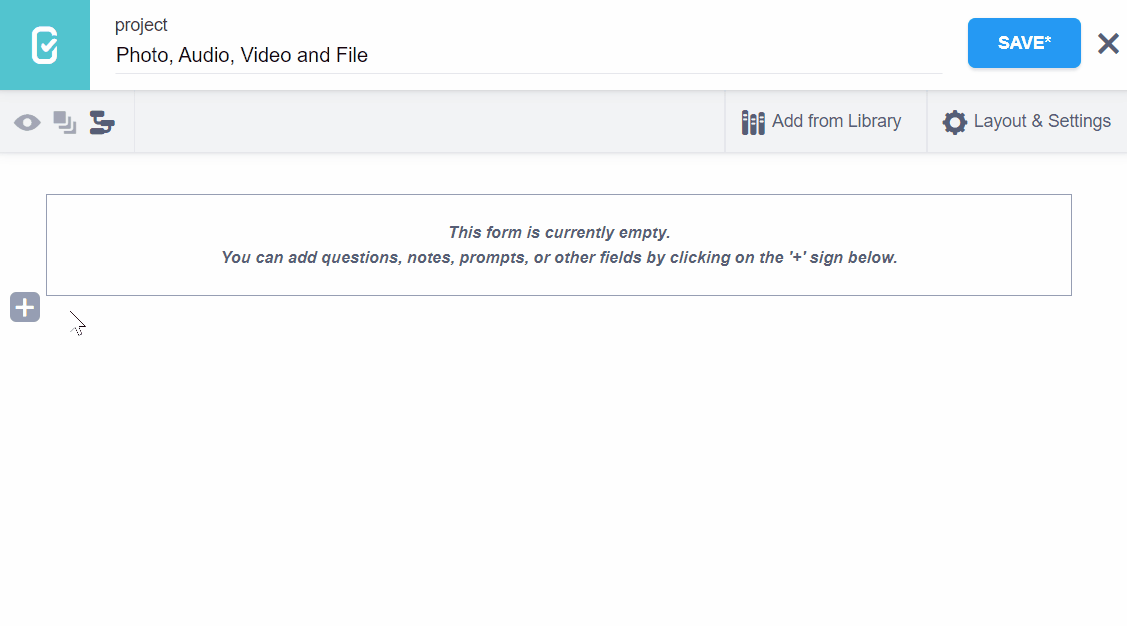 project
Photo, Audio, Video and File
SAVE*
Add from Library
Layout & Settings
This form is currently empty.
You can add questions, notes, prompts, or other fields by clicking on the '+' sign below.